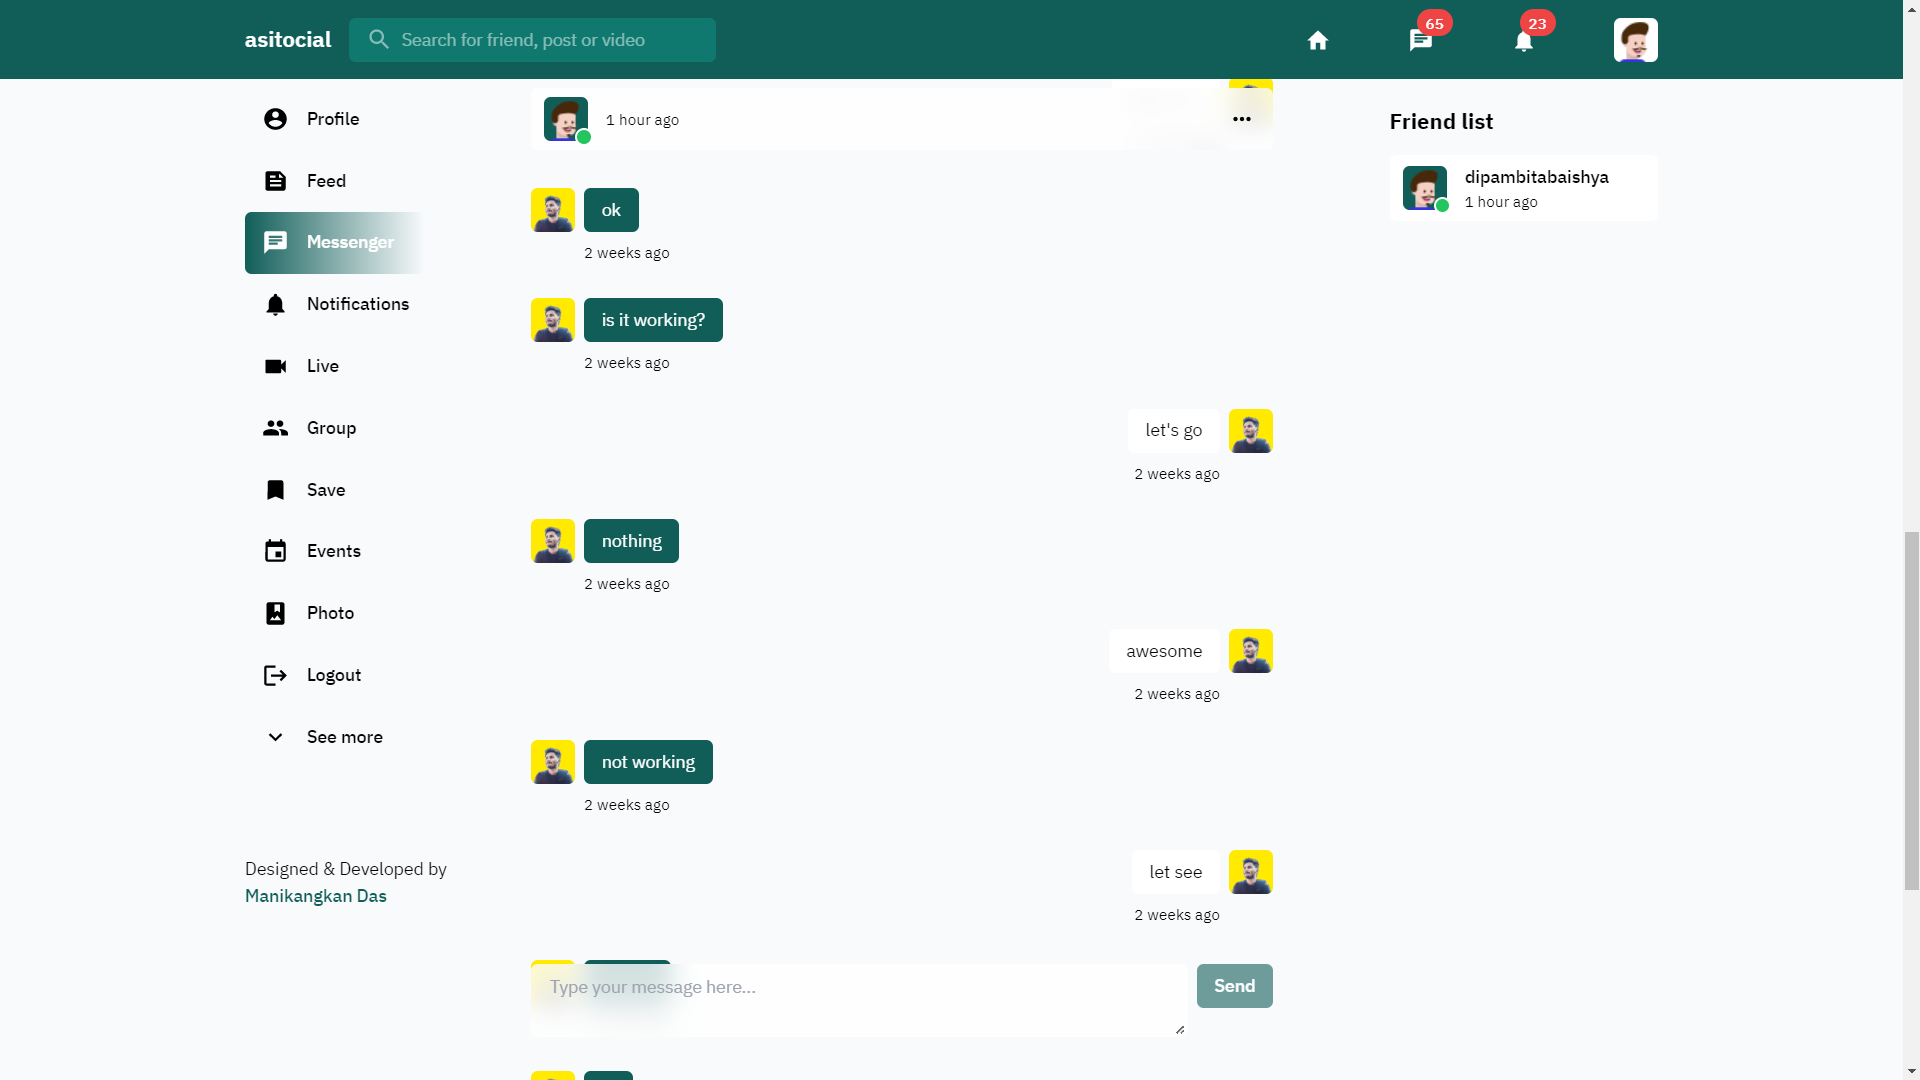 asitocial
Search for friend, post or video
65
23
Profile
Feed
Messenger
Notifications
Live
Group
Save
Events
Photo
Logout
See more
Designed & Developed by
Manikangkan Das
1 hour ago
ok
2 weeks ago
is it working?
2 weeks ago
let's go
2 weeks ago
nothing
2 weeks ago
awesome
2 weeks ago
not working
2 weeks ago
let see
2 weeks ago
Type your message here...
Send
Friend list
dipambitabaishya
1 hour ago